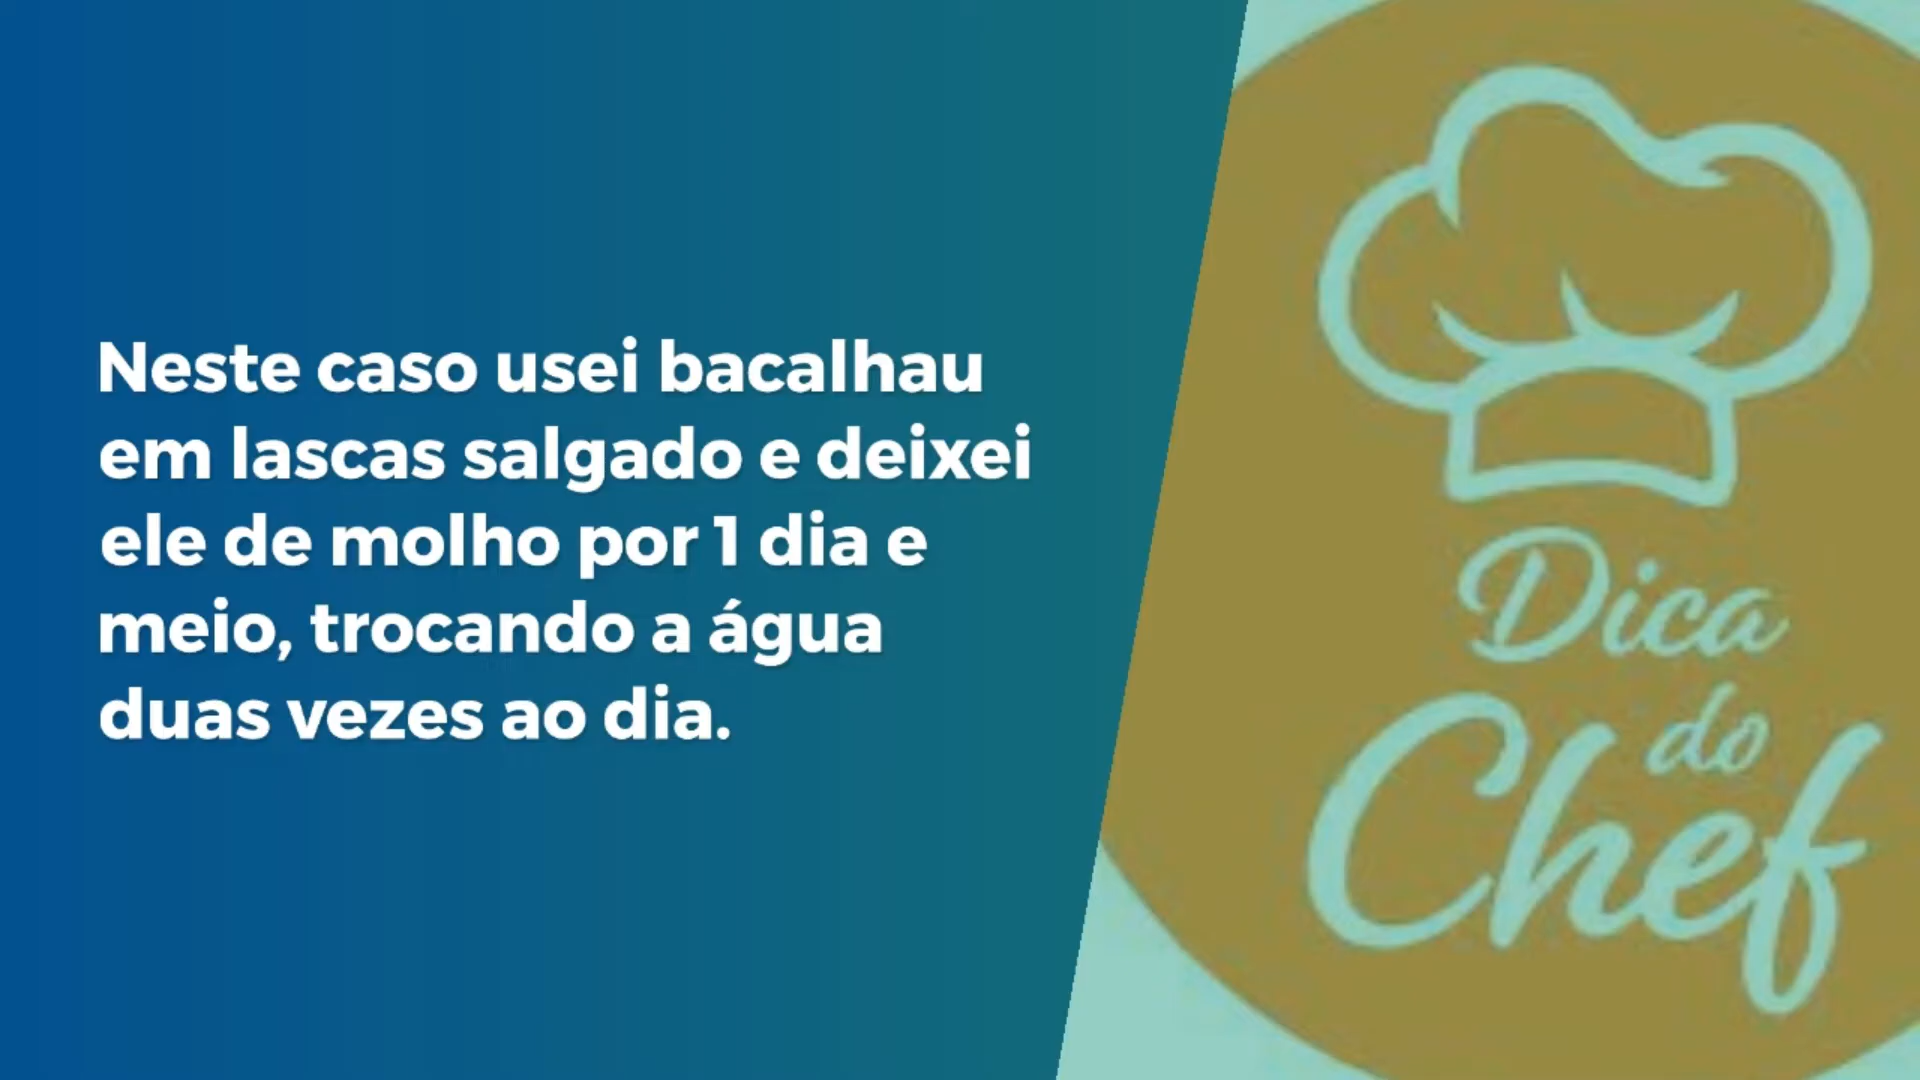 Neste caso usei bacalhau
em lascas salgado e deixei
ele de molho por 1 dia e
meio, trocando a água
duas vezes ao dia.
Dica
do
Chef